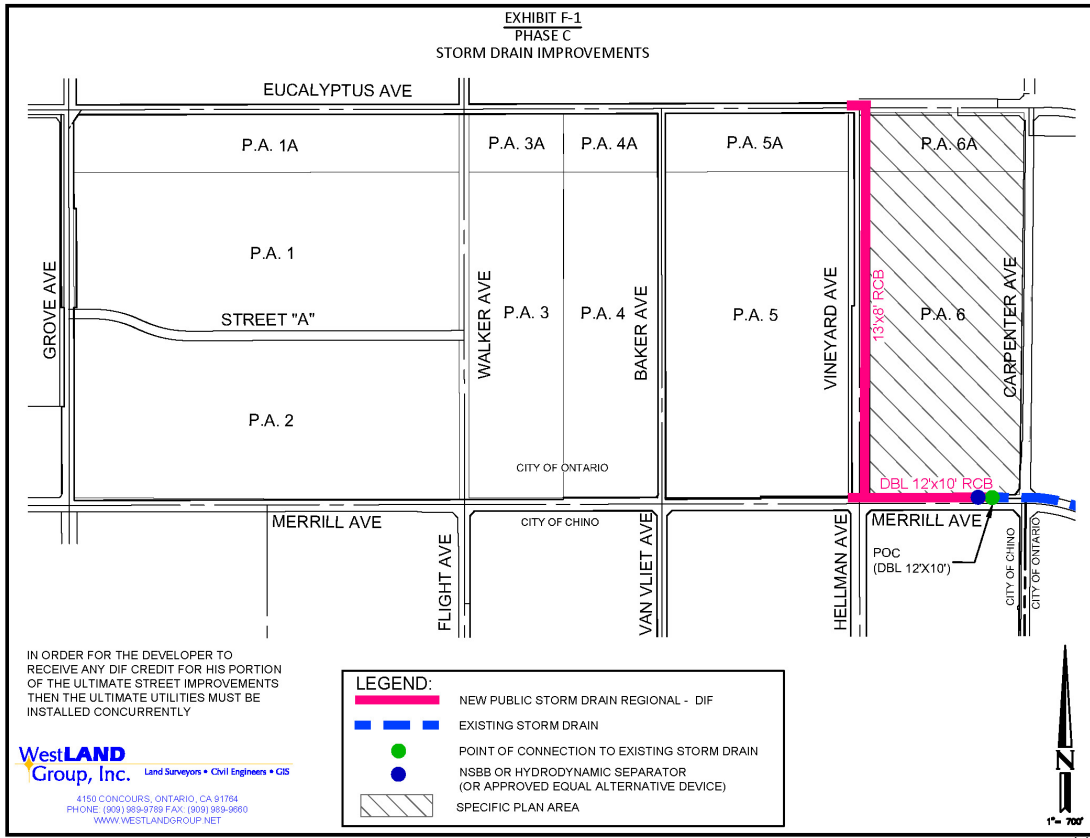 EXHIBIT F-1
PHASE C
STORM DRAIN IMPROVEMENTS
EUCALYPTUS AVE
P.A. 1A
P.A. 3A
P.A. 4A
P.A. 5A
P.A. 6A
P.A. 1
GROVE AVE
STREET "A"
WALKER AVE
P.A. 3
P.A. 4
BAKER AVE
P.A. 5
VINEYARD AVE
13'x8' RCB
P.A. 6
CARPENTER AVE
P.A. 2
CITY OF ONTARIO
DBL 12'x10' RCB
MERRILL AVE
CITY OF CHINO
MERRILL AVE
FLIGHT AVE
VAN VLIET AVE
HELLMAN AVE
POC
(DBL 12'X10')
CITY OF CHINO
CITY OF ONTARIO
IN ORDER FOR THE DEVELOPER TO
RECEIVE ANY DIF CREDIT FOR HIS PORTION
OF THE ULTIMATE STREET IMPROVEMENTS
THEN THE ULTIMATE UTILITIES MUST BE
INSTALLED CONCURRENTLY
WestLAND
Group, Inc.
Land Surveyors • Civil Engineers • GIS
4150 CONCOURS, ONTARIO, CA 91764
PHONE: (909) 989-9789 FAX: (909) 989-9660
WWW.WESTLANDGROUP.NET
LEGEND:
NEW PUBLIC STORM DRAIN REGIONAL - DIF
EXISTING STORM DRAIN
POINT OF CONNECTION TO EXISTING STORM DRAIN
NSBB OR HYDRODYNAMIC SEPARATOR
(OR APPROVED EQUAL ALTERNATIVE DEVICE)
SPECIFIC PLAN AREA
N
1"= 700'